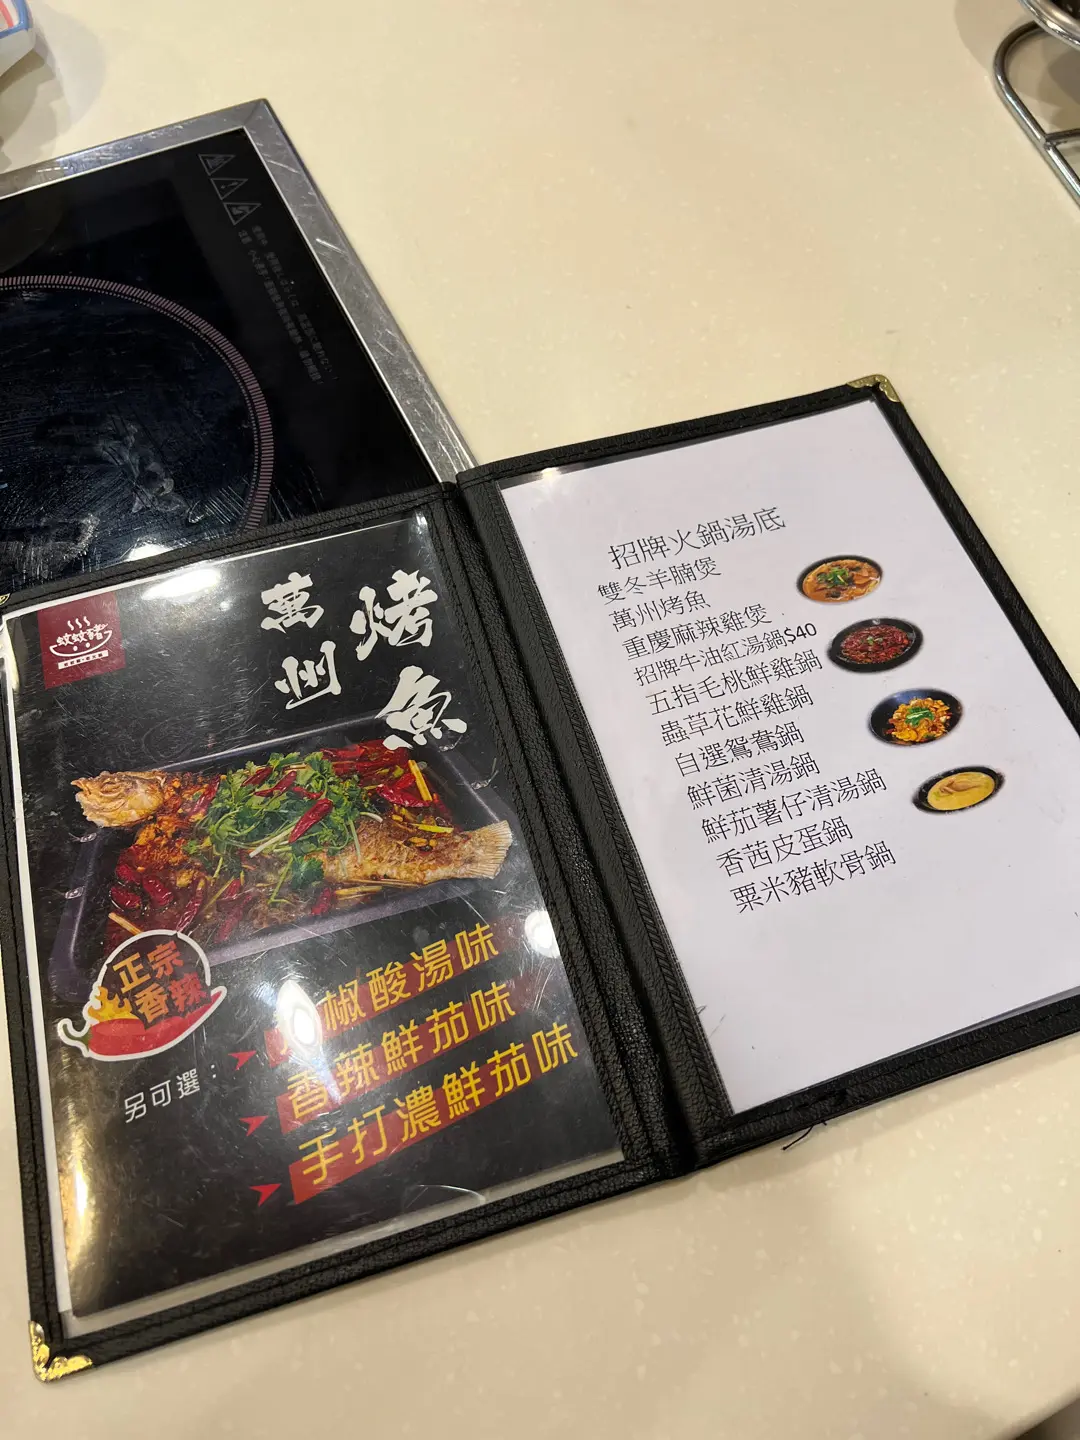 蚊蚊豬
萬州
烤魚
正宗
香辣
另可選：
椒酸湯味
香辣鮮茄味
手打濃鮮茄味
招牌火鍋湯底
雙冬羊腩煲
萬州烤魚
重慶麻辣雞煲
招牌牛油紅湯鍋$40
五指毛桃鮮雞鍋
蟲草花鮮雞鍋
自選鴛鴦鍋
鮮菌清湯鍋
鮮茄薯仔清湯鍋
香茜皮蛋鍋
粟米豬軟骨鍋